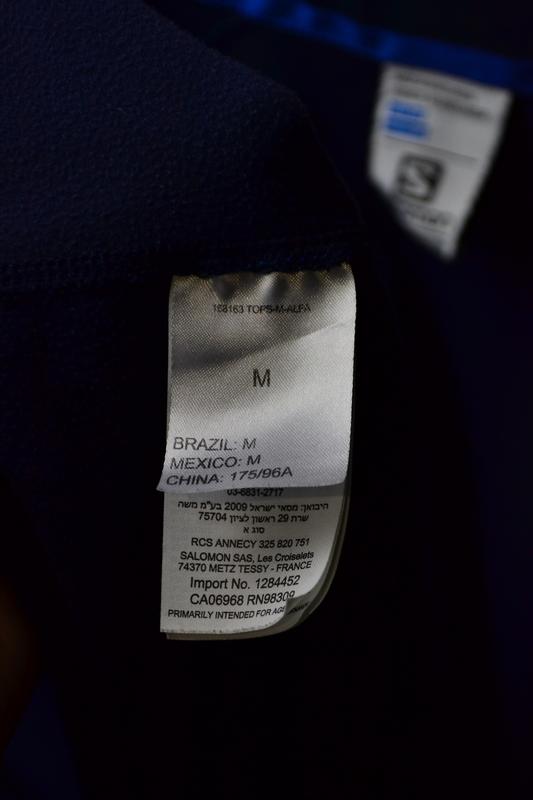 168163 TOPS-M-ALFA
M
BRAZIL: M
MEXICO: M
CHINA: 175/96A
03-6831-2717
היבואן: מסאי ישראל 2009 בע"מ משה
שרת 29 ראשון לציון 75704
סוג א
RCS ANNECY 325 820 751
SALOMON SAS, Les Croiselets
74370 METZ TESSY - FRANCE
Import No. 1284452
CA06968 RN98309
PRIMARILY INTENDED FOR AGE